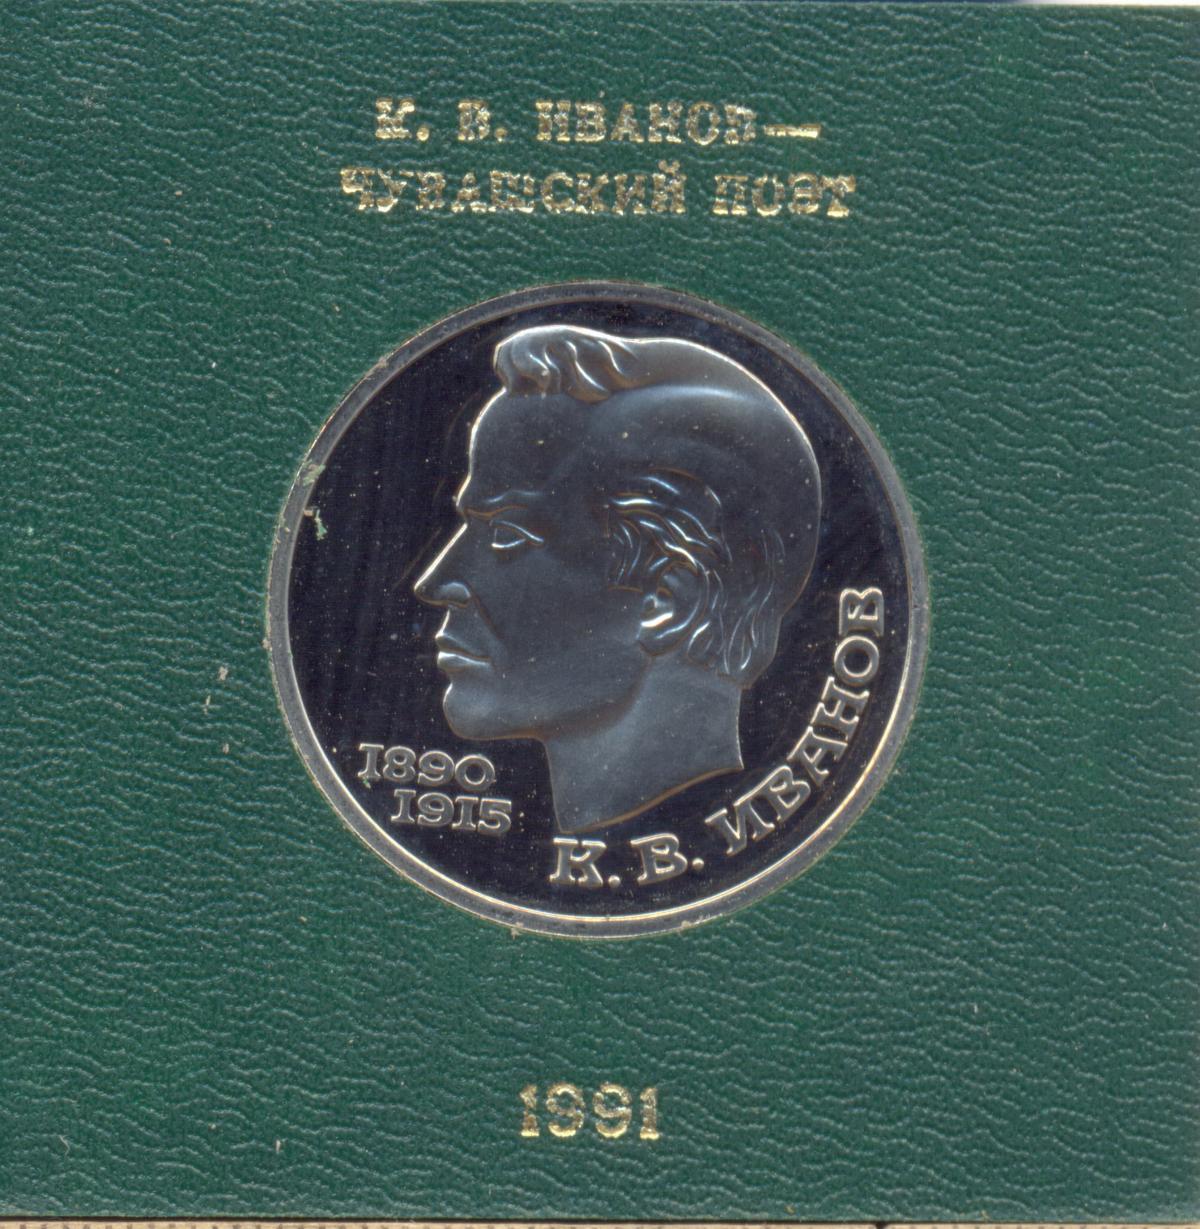 К. В. ИВАНОВ—
ЧУВАШСКИЙ ПОЭТ
1890
1915
К. В. ИВАНОВ
1991